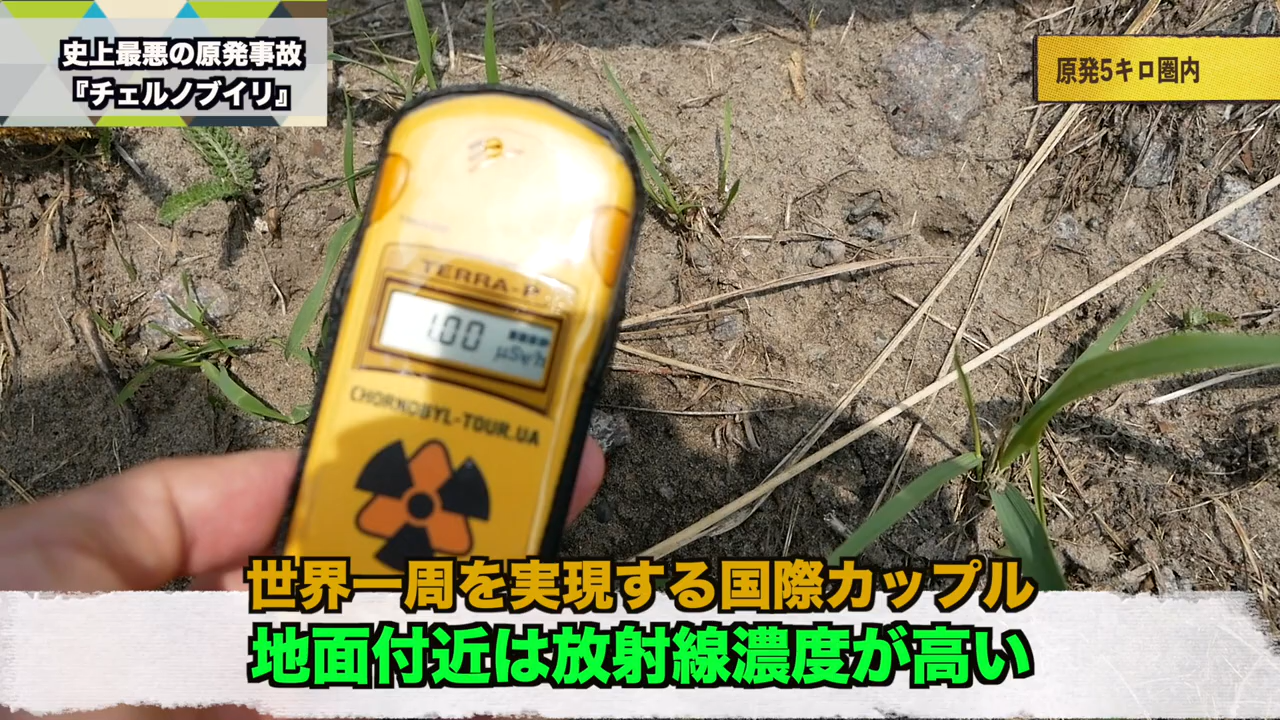 史上最悪の原発事故
『チェルノブイリ』
原発5キロ圏内
TERRA-P
1.00
μSv/h
CHORNOBYL-TOUR.UA
世界一周を実現する国際カップル
地面付近は放射線濃度が高い